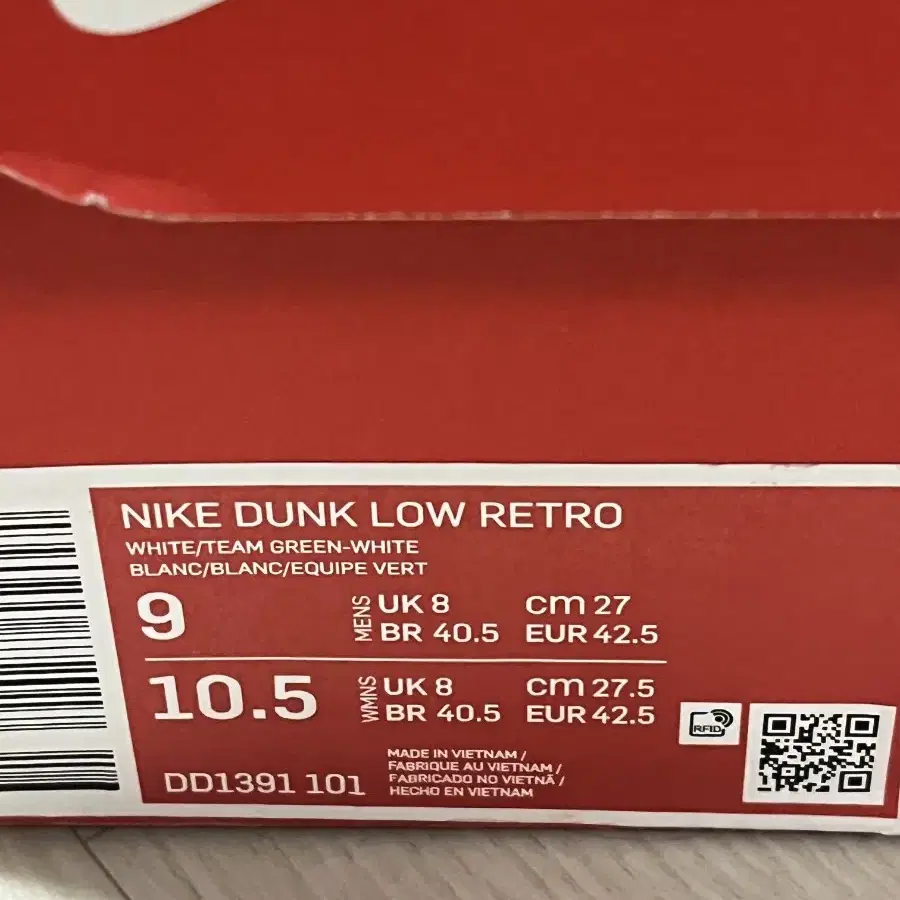 NIKE DUNK LOW RETRO
WHITE/TEAM GREEN-WHITE
BLANC/BLANC/EQUIPE VERT
9 MENS UK 8 cm 27
BR 40.5 EUR 42.5
10.5 WMNS UK 8 cm 27.5
BR 40.5 EUR 42.5
RFID
DD1391 101
MADE IN VIETNAM /
FABRIQUE AU VIETNAM /
FABRICADO NO VIETNÃ /
HECHO EN VIETNAM